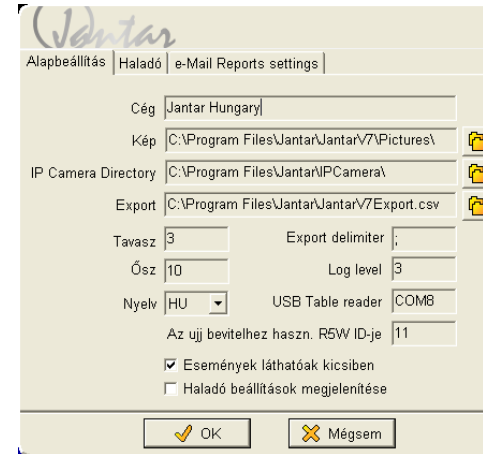 Jantar
Alapbeállítás Haladó e-Mail Reports settings
Cég Jantar Hungary
Kép C:\Program Files\Jantar\JantarV7\Pictures\
IP Camera Directory C:\Program Files\Jantar\IPCamera\
Export C:\Program Files\Jantar\JantarV7Export.csv
Tavasz 3 Export delimiter ;
Ősz 10 Log level 3
Nyelv HU USB Table reader COM8
Az ujj bevitelhez haszn. R5W ID-je 11
Események láthatóak kicsiben
Haladó beállítások megjelenítése
OK Mégsem